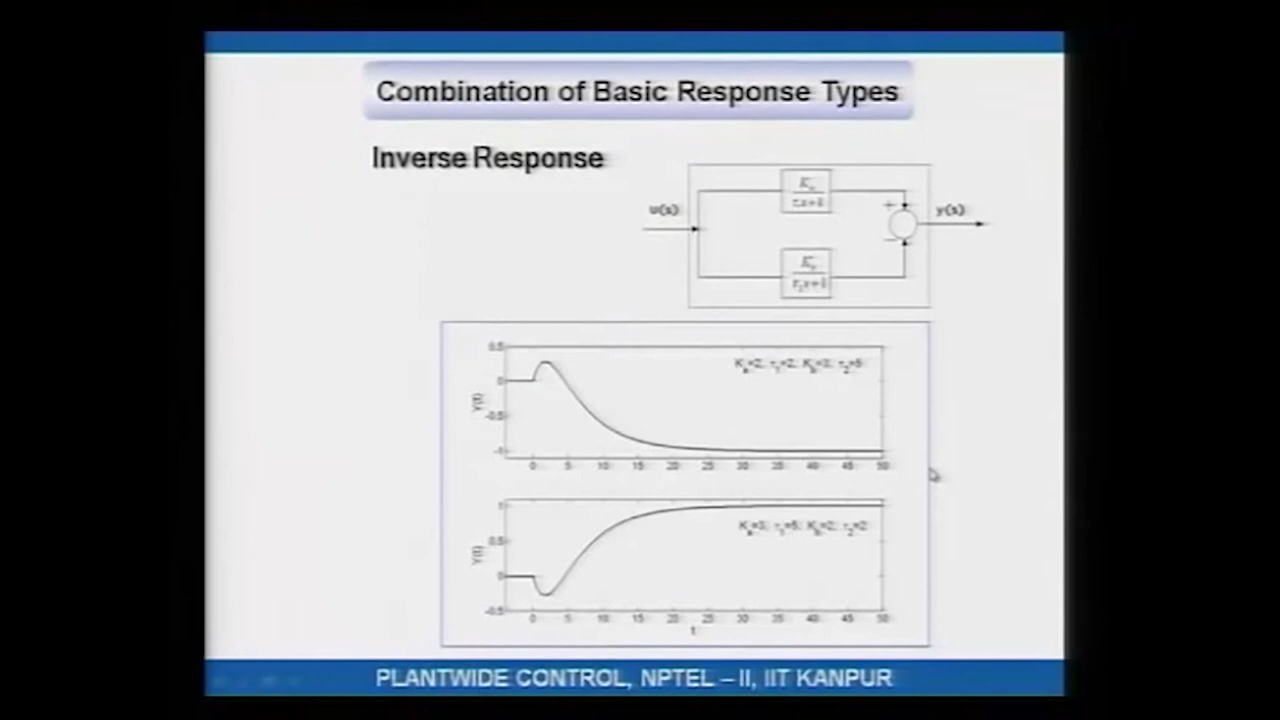 Combination of Basic Response Types
Inverse Response
u(s)
y(s)
+
−
0.5
0
-0.5
-1
Y(t)
0 5 10 15 20 25 30 35 40 45 50
1
0.5
0
-0.5
Y(t)
0 5 10 15 20 25 30 35 40 45 50
t
PLANTWIDE CONTROL, NPTEL – II, IIT KANPUR